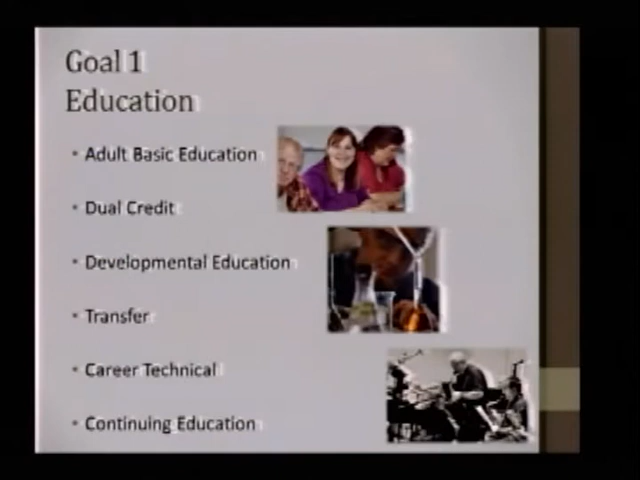 Goal 1
Education
• Adult Basic Education
• Dual Credit
• Developmental Education
• Transfer
• Career Technical
• Continuing Education